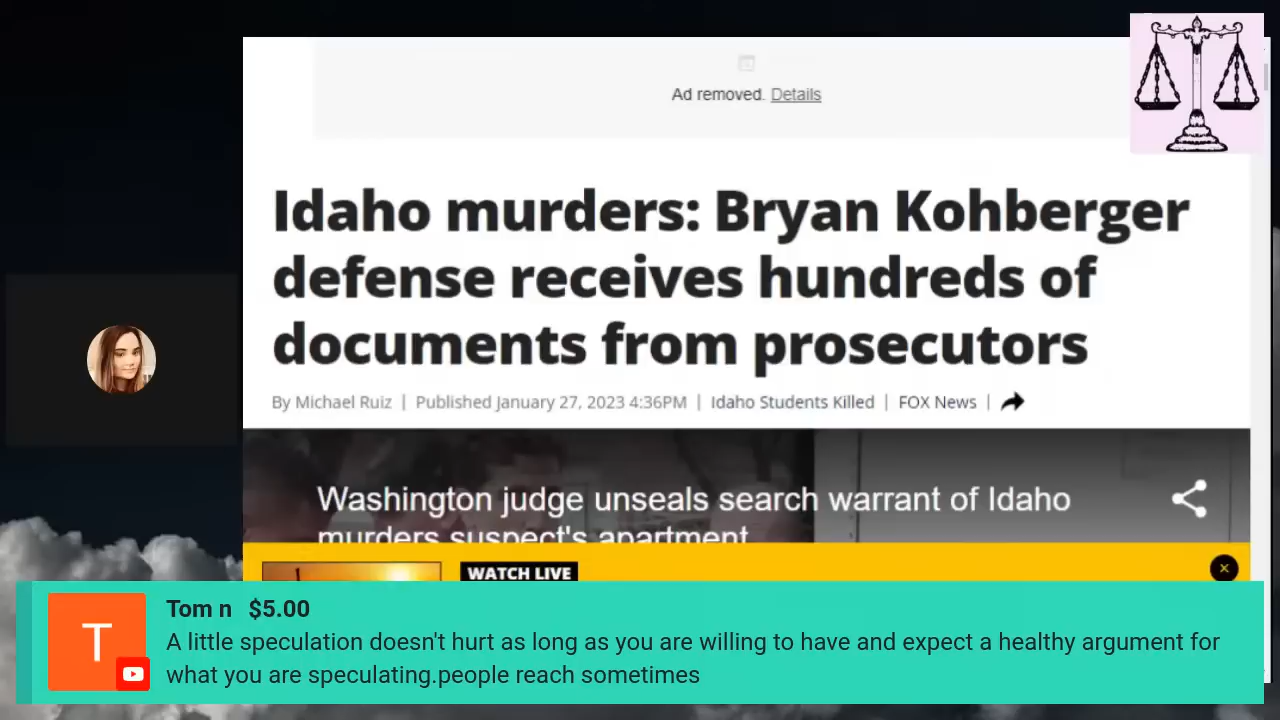 Ad removed. Details
Idaho murders: Bryan Kohberger
defense receives hundreds of
documents from prosecutors
By Michael Ruiz | Published January 27, 2023 4:36PM | Idaho Students Killed | FOX News |
Washington judge unseals search warrant of Idaho
murders suspect's apartment
WATCH LIVE
Tom n $5.00
T
A little speculation doesn't hurt as long as you are willing to have and expect a healthy argument for
what you are speculating.people reach sometimes